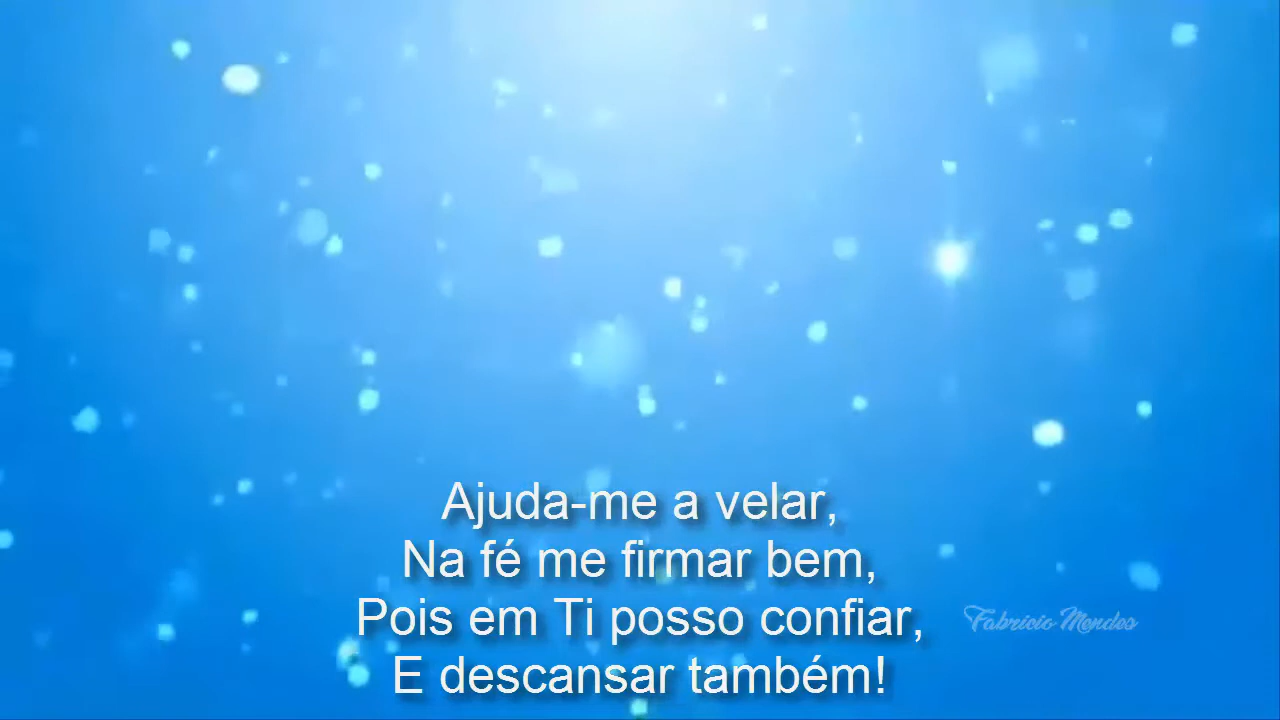 Ajuda-me a velar,
Na fé me firmar bem,
Pois em Ti posso confiar,
Fabricio Mendes
E descansar também!